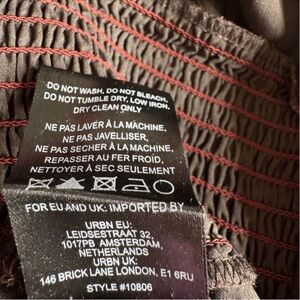 DO NOT WASH, DO NOT BLEACH.
DO NOT TUMBLE DRY, LOW IRON.
DRY CLEAN ONLY
NE PAS LAVER À LA MACHINE,
NE PAS JAVELLISER.
NE PAS SECHER À LA MACHINE,
REPASSER AU FER FROID,
NETTOYER À SEC SEULEMENT
FOR EU AND UK: IMPORTED BY
URBN EU:
LEIDSESTRAAT 32,
1017PB AMSTERDAM,
NETHERLANDS
URBN UK:
146 BRICK LANE LONDON, E1 6RU
STYLE #10806